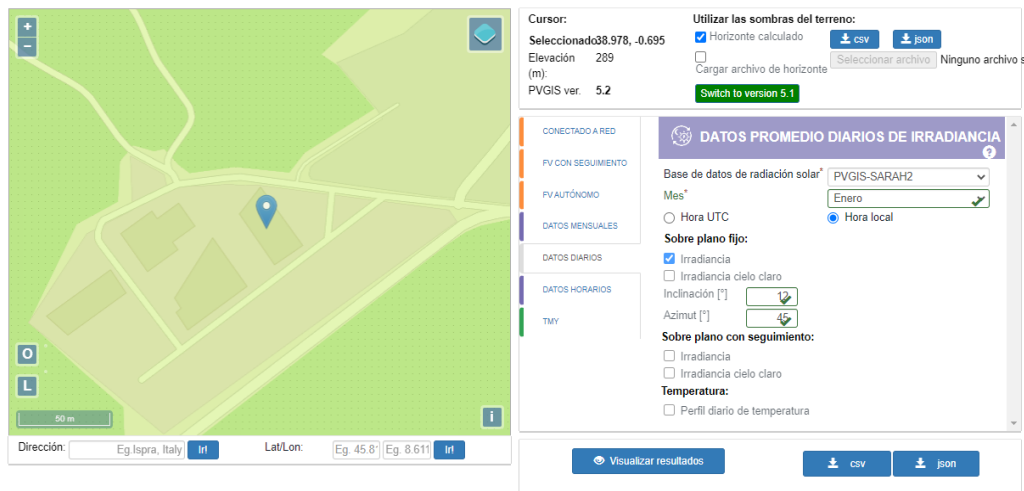 +
−
O
L
50 m
i
Dirección:
Eg.Ispra, Italy
Ir!
Lat/Lon:
Eg. 45.81
Eg. 8.611
Ir!
Cursor:
Seleccionado38.978, -0.695
Elevación (m):
289
PVGIS ver.
5.2
Utilizar las sombras del terreno:
Horizonte calculado
csv
json
Cargar archivo de horizonte
Seleccionar archivo
Ninguno archivo s
Switch to version 5.1
CONECTADO A RED
FV CON SEGUIMIENTO
FV AUTÓNOMO
DATOS MENSUALES
DATOS DIARIOS
DATOS HORARIOS
TMY
DATOS PROMEDIO DIARIOS DE IRRADIANCIA
?
Base de datos de radiación solar*
PVGIS-SARAH2
Mes*
Enero
Hora UTC
Hora local
Sobre plano fijo:
Irradiancia
Irradiancia cielo claro
Inclinación [°]
12
Azimut [°]
45
Sobre plano con seguimiento:
Irradiancia
Irradiancia cielo claro
Temperatura:
Perfil diario de temperatura
Visualizar resultados
csv
json